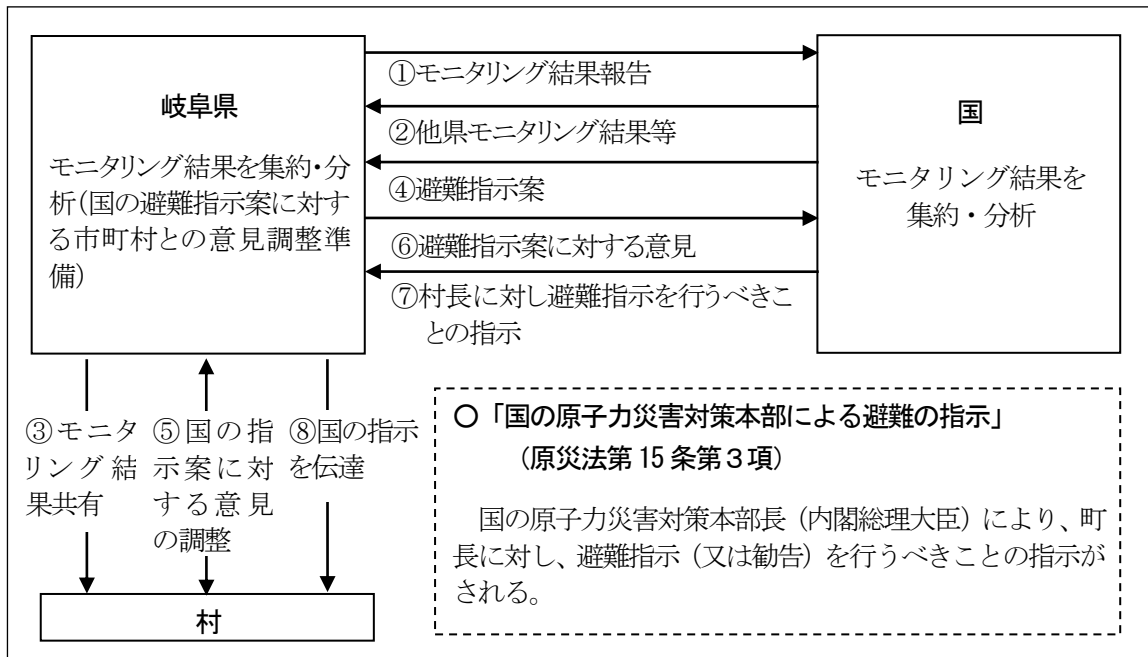 岐阜県
モニタリング結果を集約・分
析(国の避難指示案に対す
る市町村との意見調整準
備)
①モニタリング結果報告
②他県モニタリング結果等
④避難指示案
⑥避難指示案に対する意見
⑦村長に対し避難指示を行うべきこ
との指示
国
モニタリング結果を
集約・分析
③モニタ
リング結
果共有
⑤国の指
示案に対
する意見
の調整
⑧国の指示
を伝達
村
○「国の原子力災害対策本部による避難の指示」
(原災法第15条第3項)
国の原子力災害対策本部長(内閣総理大臣)により、町
長に対し、避難指示(又は勧告)を行うべきことの指示が
される。